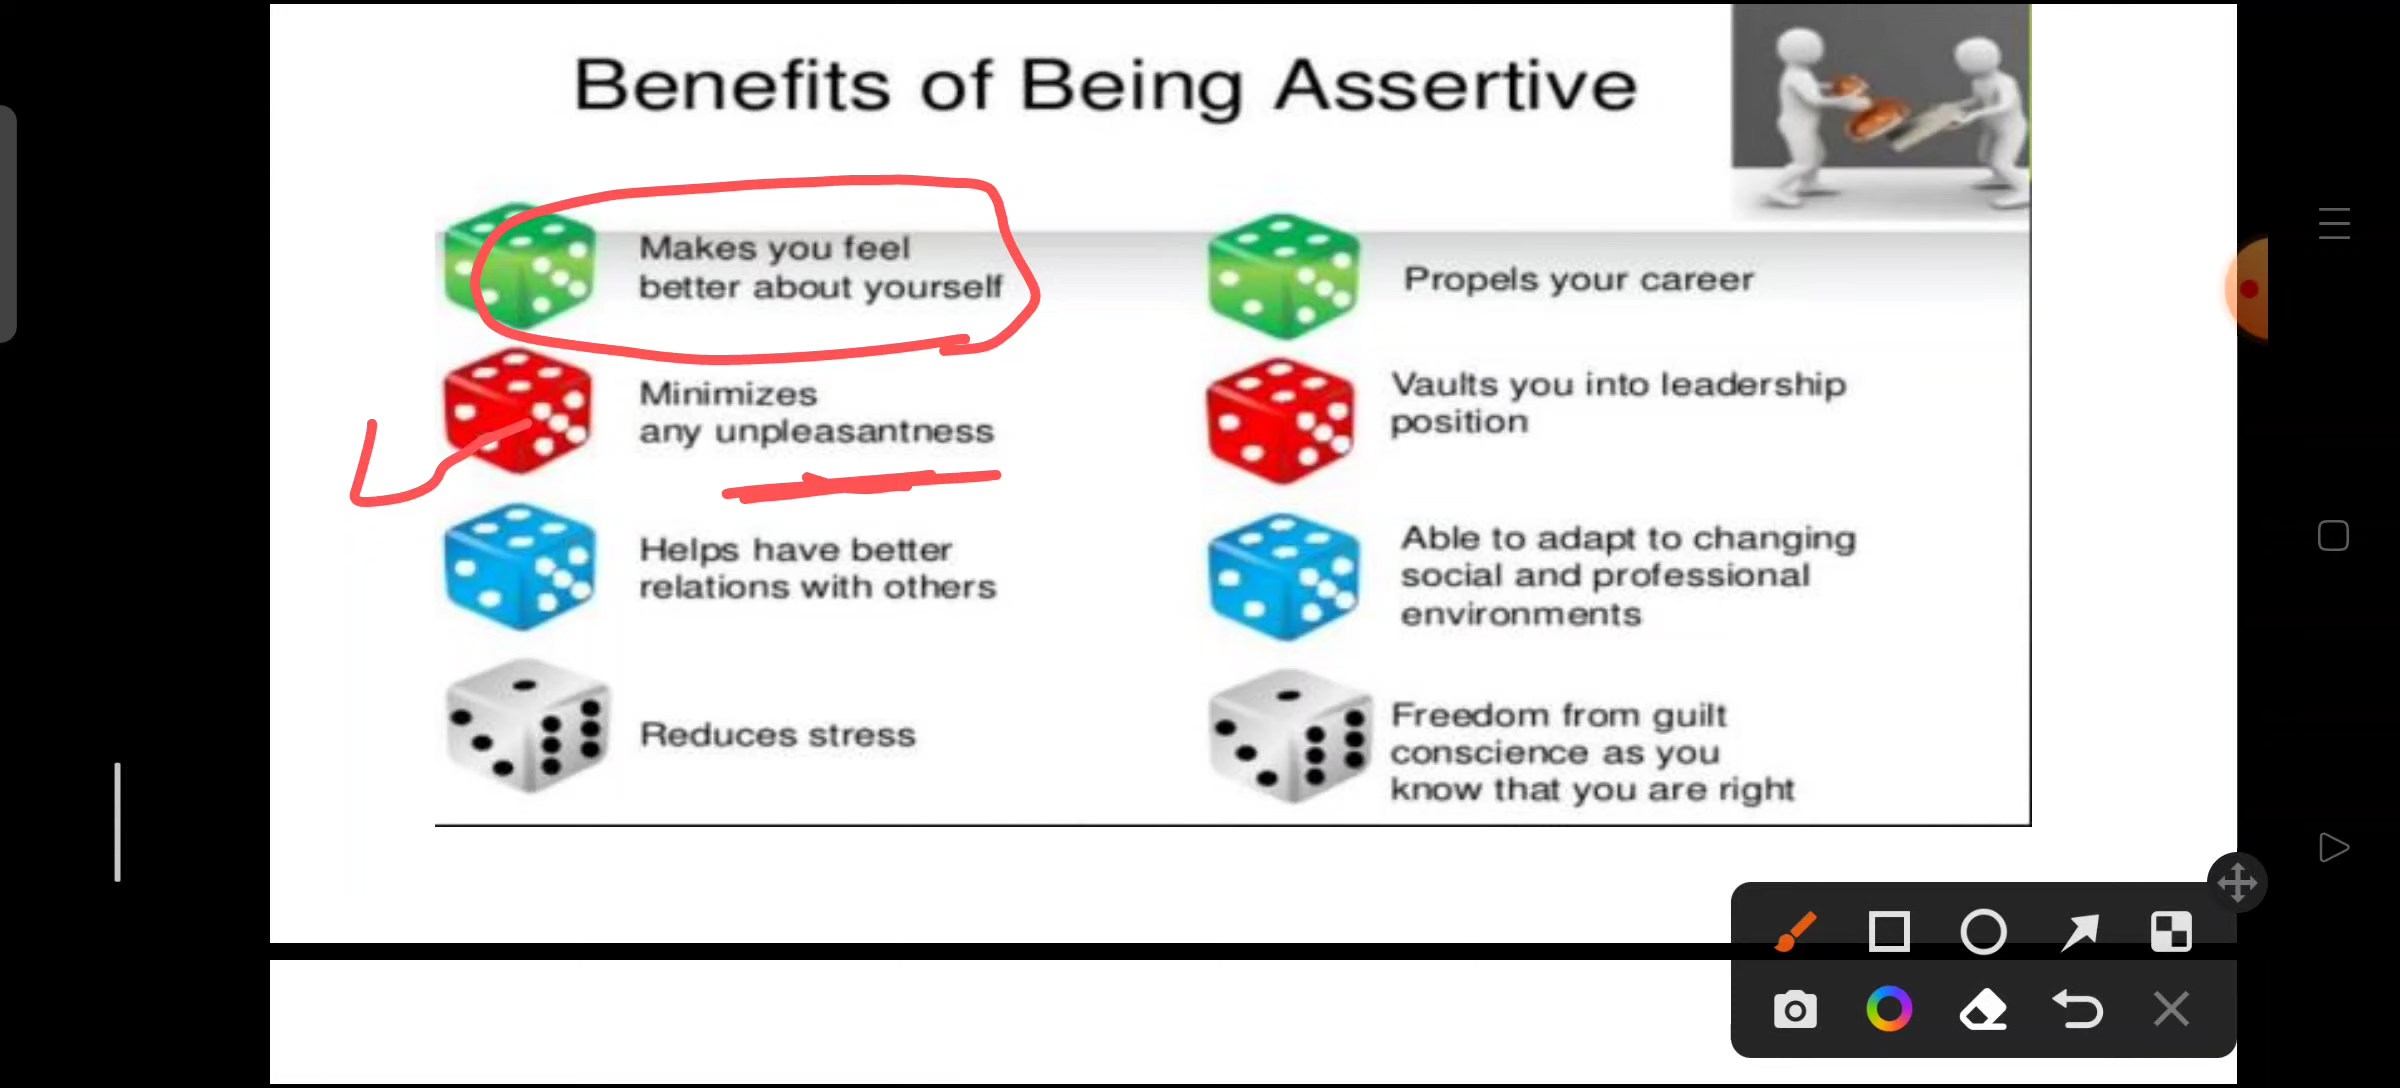 Benefits of Being Assertive
Makes you feel
better about yourself
Minimizes
any unpleasantness
Helps have better
relations with others
Reduces stress
Propels your career
Vaults you into leadership
position
Able to adapt to changing
social and professional
environments
Freedom from guilt
conscience as you
know that you are right